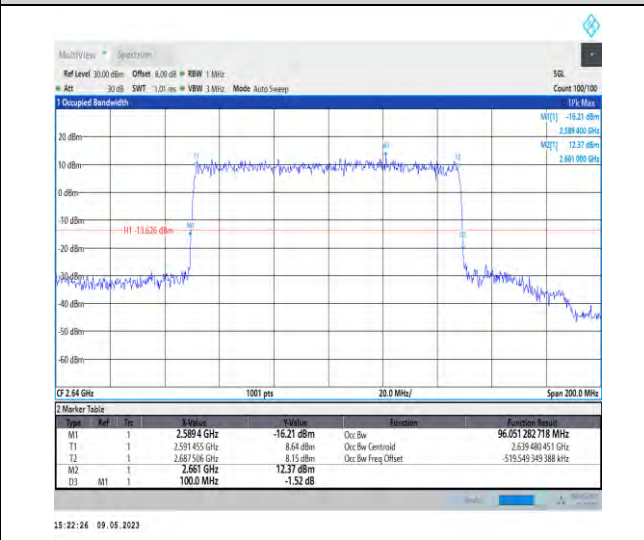 MultiView Spectrum
Ref Level 30.00 dBm Offset 8.00 dB RBW 1 MHz SGL
Att 30 dB SWT 1.01 ms VBW 3 MHz Mode Auto Sweep Count 100/100
1 Occupied Bandwidth 1Pk Max
M1[1] -16.21 dBm
2.589 400 GHz
M2[1] 12.37 dBm
2.661 000 GHz
20 dBm
T1 M2 T2
10 dBm
0 dBm
-10 dBm
H1 -13.626 dBm M1
-20 dBm
D3
-30 dBm
-40 dBm
-50 dBm
-60 dBm
CF 2.64 GHz 1001 pts 20.0 MHz/ Span 200.0 MHz
2 Marker Table
Type Ref Trc X-Value Y-Value Function Function Result
M1 1 2.5894 GHz -16.21 dBm Occ Bw 96.051 282 718 MHz
T1 1 2.591 455 GHz 8.64 dBm Occ Bw Centroid 2.639 480 451 GHz
T2 1 2.687 506 GHz 8.15 dBm Occ Bw Freq Offset -519.549 349 388 kHz
M2 1 2.661 GHz 12.37 dBm
D3 M1 1 100.0 MHz -1.52 dB
15:22:26 09.05.2023